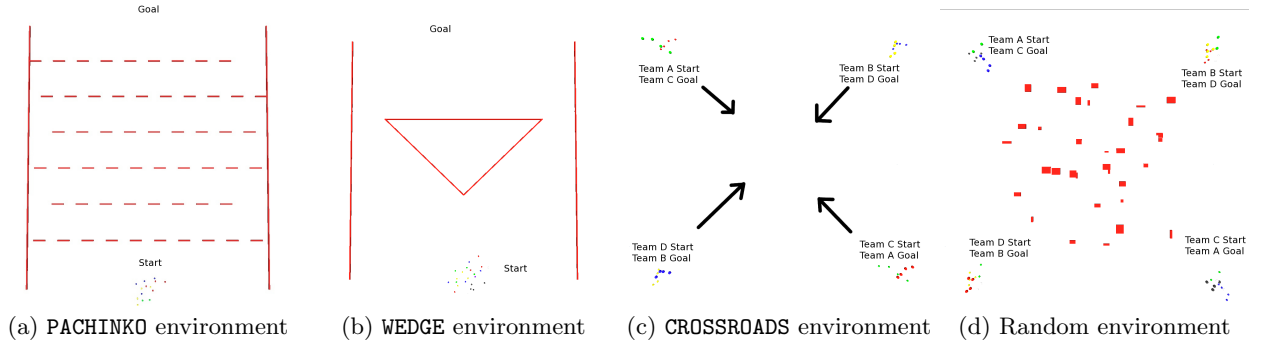 Goal
Start
(a) PACHINKO environment
Goal
Start
(b) WEDGE environment
Team A Start
Team C Goal
Team B Start
Team D Goal
Team D Start
Team B Goal
Team C Start
Team A Goal
(c) CROSSROADS environment
Team A Start
Team C Goal
Team B Start
Team D Goal
Team D Start
Team B Goal
Team C Start
Team A Goal
(d) Random environment